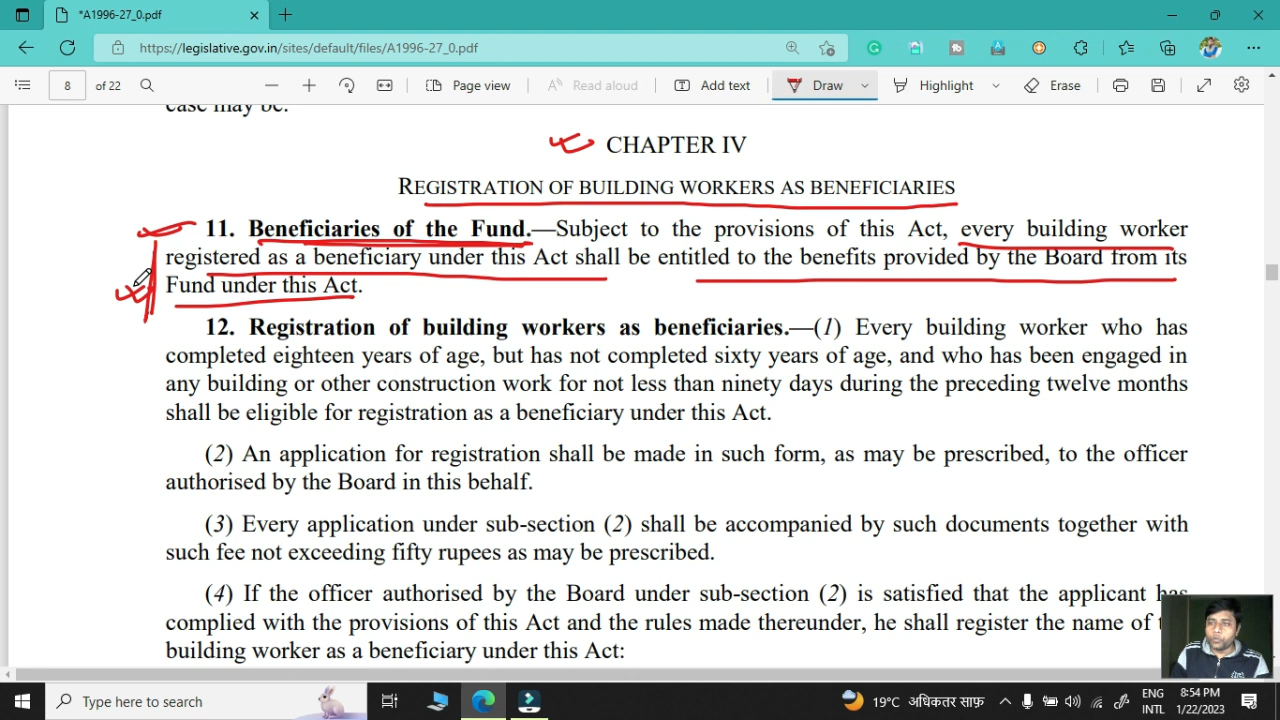 *A1996-27_0.pdf
https://legislative.gov.in/sites/default/files/A1996-27_0.pdf
8 of 22 Page view Read aloud Add text Draw Highlight Erase
case may be.
CHAPTER IV
REGISTRATION OF BUILDING WORKERS AS BENEFICIARIES
11. Beneficiaries of the Fund.—Subject to the provisions of this Act, every building worker
registered as a beneficiary under this Act shall be entitled to the benefits provided by the Board from its
Fund under this Act.
12. Registration of building workers as beneficiaries.—(1) Every building worker who has
completed eighteen years of age, but has not completed sixty years of age, and who has been engaged in
any building or other construction work for not less than ninety days during the preceding twelve months
shall be eligible for registration as a beneficiary under this Act.
(2) An application for registration shall be made in such form, as may be prescribed, to the officer
authorised by the Board in this behalf.
(3) Every application under sub-section (2) shall be accompanied by such documents together with
such fee not exceeding fifty rupees as may be prescribed.
(4) If the officer authorised by the Board under sub-section (2) is satisfied that the applicant has
complied with the provisions of this Act and the rules made thereunder, he shall register the name of
building worker as a beneficiary under this Act:
Type here to search
19°C अधिकतर साफ़
ENG
INTL
8:54 PM
1/22/2023